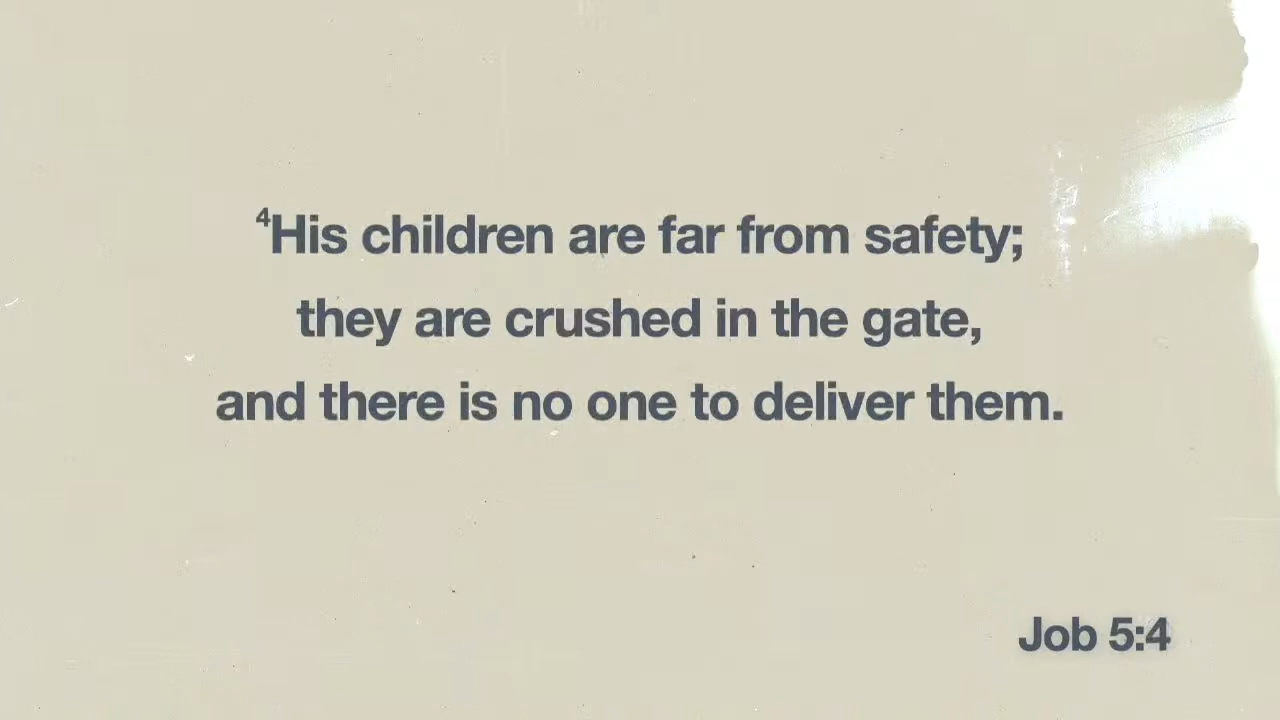 ⁴His children are far from safety;
they are crushed in the gate,
and there is no one to deliver them.
Job 5:4